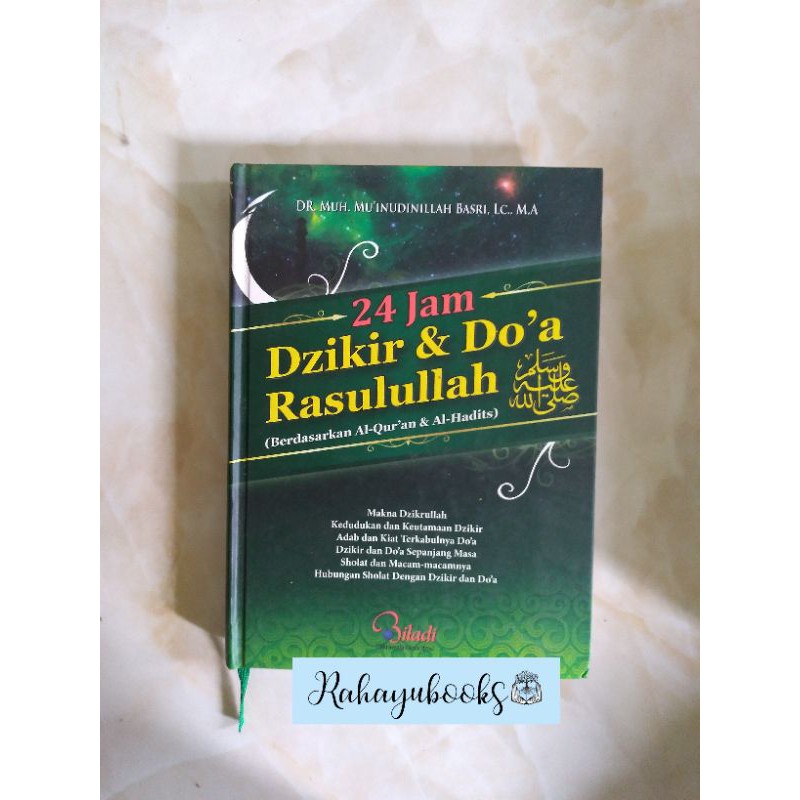 DR. MUH. MU'INUDINILLAH BASRI, LC., M.A
24 Jam
Dzikir & Do'a
Rasulullah
صلى الله عليه وسلم
(Berdasarkan Al-Qur'an & Al-Hadits)
Makna Dzikrullah
Kedudukan dan Keutamaan Dzikir
Adab dan Kiat Terkabulnya Do'a
Dzikir dan Do'a Sepanjang Masa
Sholat dan Macam-macamnya
Hubungan Sholat Dengan Dzikir dan Do'a
Biladi
Rahayubooks